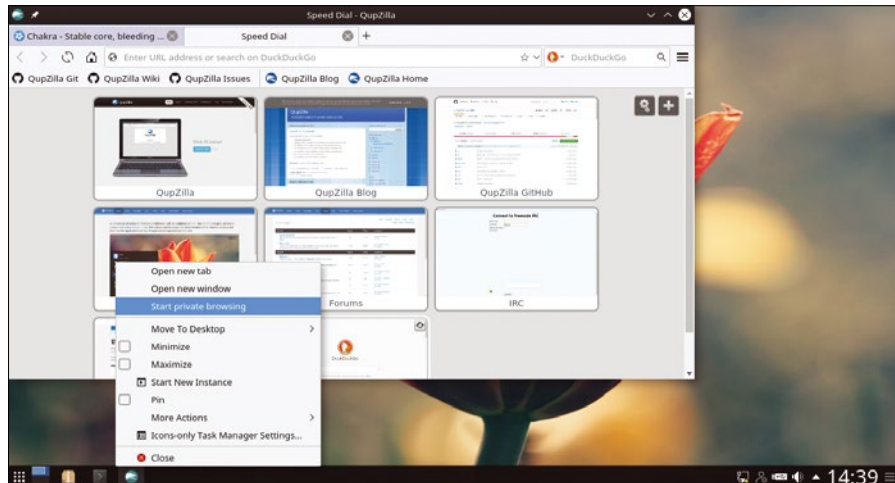 Speed Dial - QupZilla
Chakra - Stable core, bleeding ...
Speed Dial
Enter URL address or search on DuckDuckGo
DuckDuckGo
QupZilla Git
QupZilla Wiki
QupZilla Issues
QupZilla Blog
QupZilla Home
QupZilla
QupZilla Blog
QupZilla GitHub
Connect to freenode IRC
Forums
IRC
DuckDuckGo
Open new tab
Open new window
Start private browsing
Move To Desktop
Minimize
Maximize
Start New Instance
Pin
More Actions
Icons-only Task Manager Settings...
Close
14:39